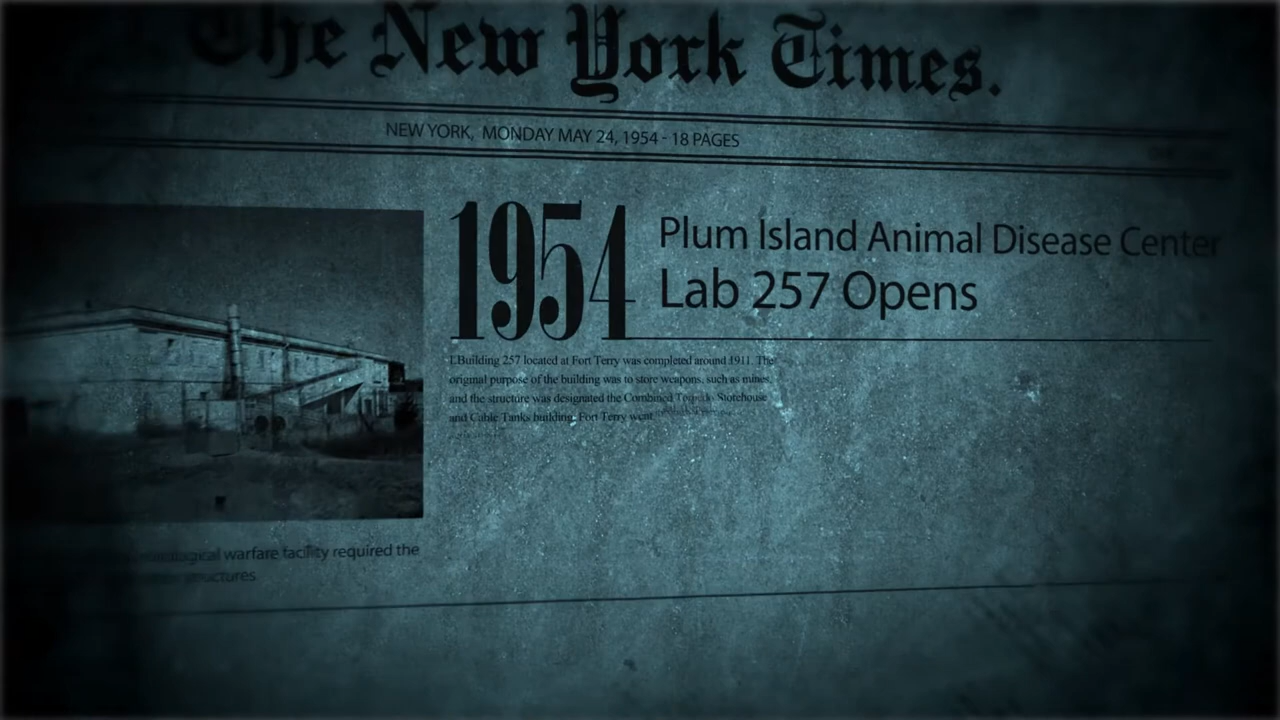 The New York Times.
NEW YORK, MONDAY MAY 24, 1954 - 18 PAGES
1954
Plum Island Animal Disease Center
Lab 257 Opens
Building 257 located at Fort Terry was completed around 1911. The
original purpose of the building was to store weapons, such as mines,
and the structure was designated the Combined Torpedo Storehouse
and Cable Tanks building. Fort Terry went
warfare facility required the
structures